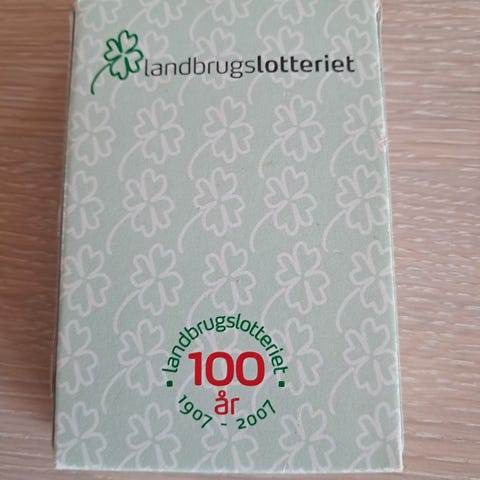 landbrugslotteriet
· landbrugslotteriet ·
100
år
1907 - 2007